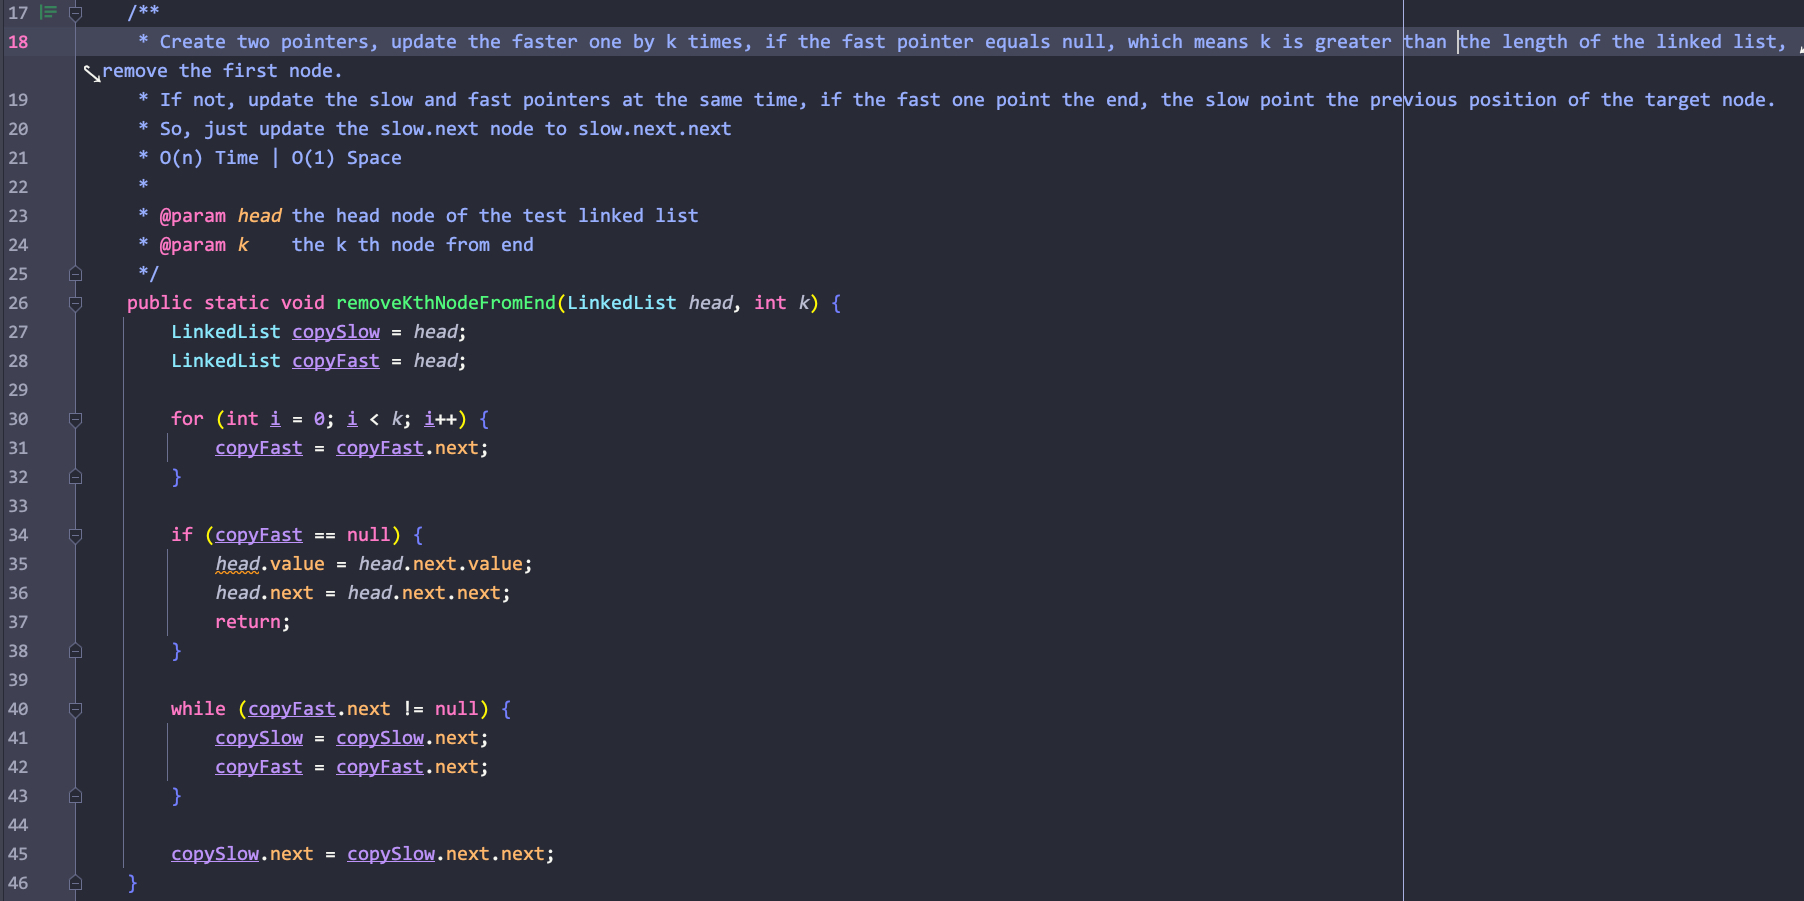 17 /**
18 * Create two pointers, update the faster one by k times, if the fast pointer equals null, which means k is greater than the length of the linked list,
remove the first node.
19 * If not, update the slow and fast pointers at the same time, if the fast one point the end, the slow point the previous position of the target node.
20 * So, just update the slow.next node to slow.next.next
21 * O(n) Time | O(1) Space
22 *
23 * @param head the head node of the test linked list
24 * @param k    the k th node from end
25 */
26 public static void removeKthNodeFromEnd(LinkedList head, int k) {
27 LinkedList copySlow = head;
28 LinkedList copyFast = head;
29
30 for (int i = 0; i < k; i++) {
31 copyFast = copyFast.next;
32 }
33
34 if (copyFast == null) {
35 head.value = head.next.value;
36 head.next = head.next.next;
37 return;
38 }
39
40 while (copyFast.next != null) {
41 copySlow = copySlow.next;
42 copyFast = copyFast.next;
43 }
44
45 copySlow.next = copySlow.next.next;
46 }